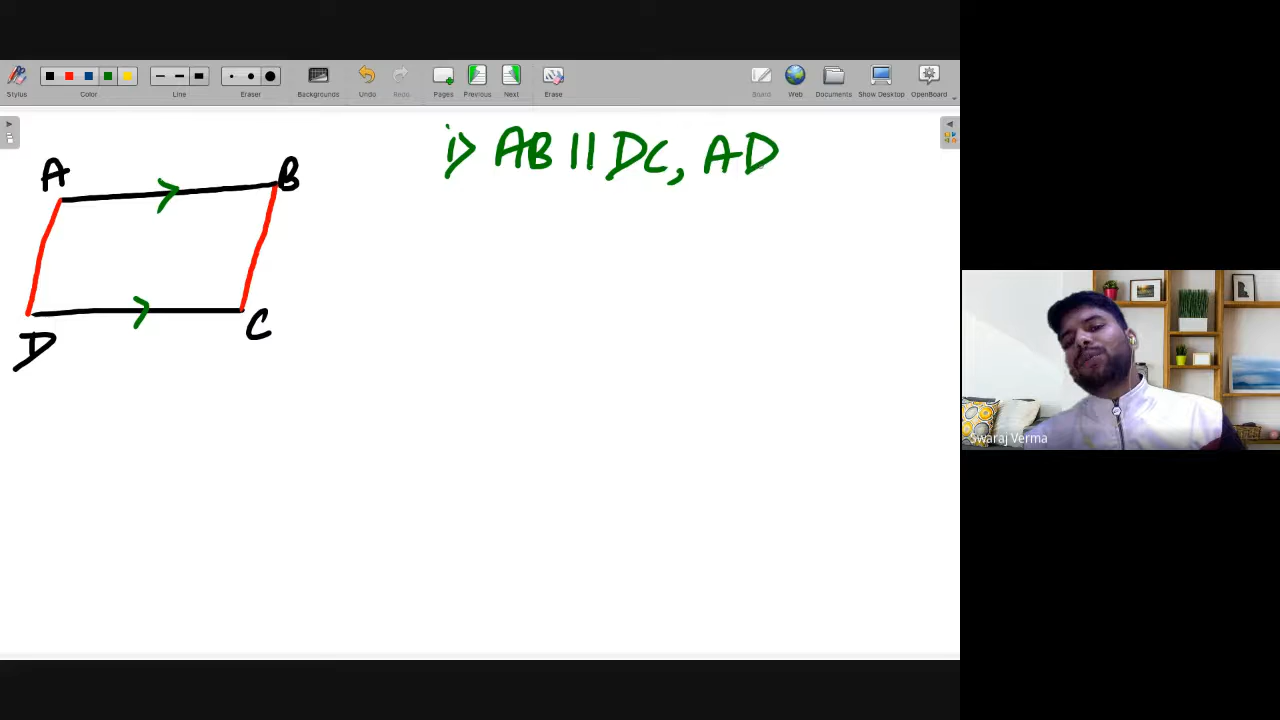 Stylus Color Line Eraser Backgrounds Undo Redo Pages Previous Next Erase Board Web Documents Show Desktop OpenBoard
i> AB || DC, AD
A B
D C
Swaraj Verma